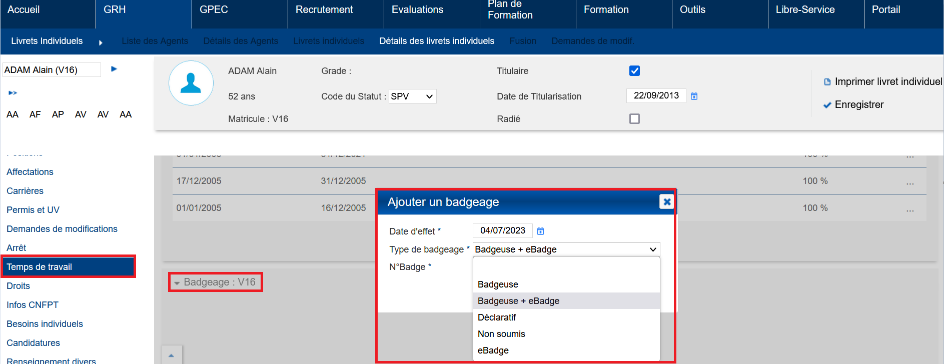 Accueil GRH GPEC Recrutement Evaluations Plan de Formation Formation Outils Libre-Service Portail
Livrets Individuels Liste des Agents Détails des Agents Livrets individuels Détails des livrets individuels Fusion Demandes de modif.
ADAM Alain (V16)
AA AF AP AV AV AA
ADAM Alain Grade : Titulaire
52 ans Code du Statut : SPV Date de Titularisation 22/09/2013
Matricule : V16 Radié
Imprimer livret individuel
Enregistrer
Positions
Affectations
Carrières
Permis et UV
Demandes de modifications
Arrêt
Temps de travail
Droits
Infos CNFPT
Besoins individuels
Candidatures
Renseignement divers
100 % ...
17/12/2005 31/12/2005 100 % ...
01/01/2005 16/12/2005 100 % ...
Badgeage : V16
Ajouter un badgeage
Date d'effet * 04/07/2023
Type de badgeage * Badgeuse + eBadge
N°Badge *
Badgeuse
Badgeuse + eBadge
Déclaratif
Non soumis
eBadge